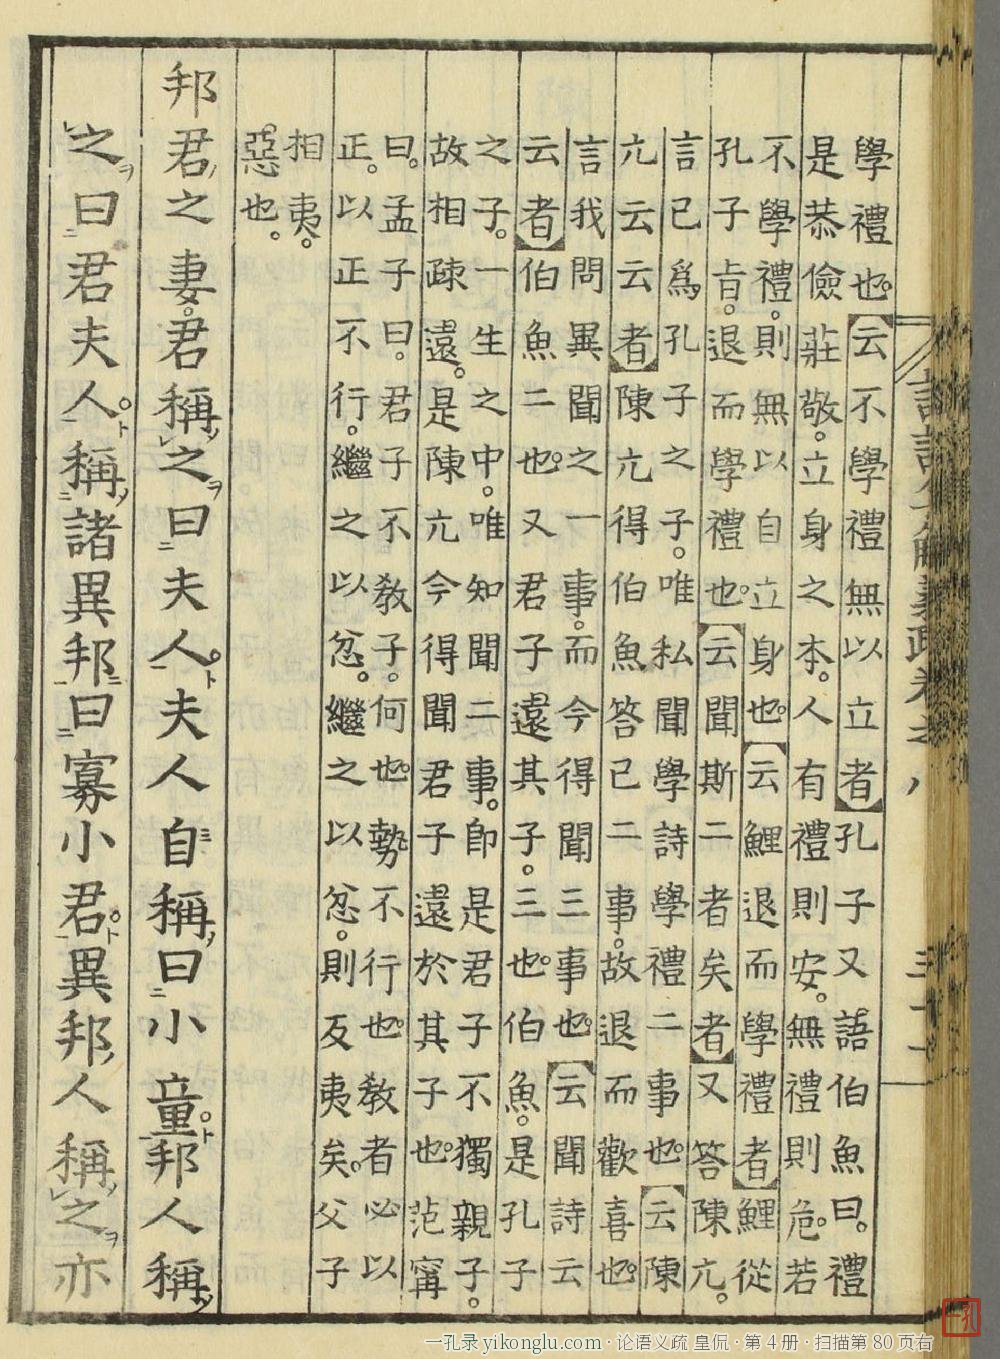 學禮也。云不學禮無以立者孔子又語伯魚曰。禮
是恭儉莊敬。立身之本。人有禮則安。無禮則危。若
不學禮。則無以自立身也。云鯉退而學禮者鯉從
孔子旨。退而學禮也。云聞斯二者矣者又答陳亢。
言已爲孔子之子。唯私聞學詩學禮二事也。云陳
亢云云者陳亢得伯魚答已二事。故退而歡喜也。
言我問異聞之一事。而今得聞三事也。云聞詩云
云者伯魚二也。又君子遠其子。三也。伯魚。是孔子
之子。一生之中。唯知聞二事。卽是君子不獨親子。
故相疎遠。是陳亢今得聞君子遠於其子也。范甯
曰。孟子曰。君子不敎子。何也。勢不行也。敎者必以
正。以正不行。繼之以忿。繼之以忿。則反夷矣。父子
相夷。
惡也。
邦君之妻。君稱之曰夫人。夫人自稱曰小童。邦人稱
之曰君夫人。稱諸異邦曰寡小君。異邦人稱之亦
一孔录 yikonglu.com · 论语义疏 皇侃 · 第 4 册 · 扫描第 80 页右